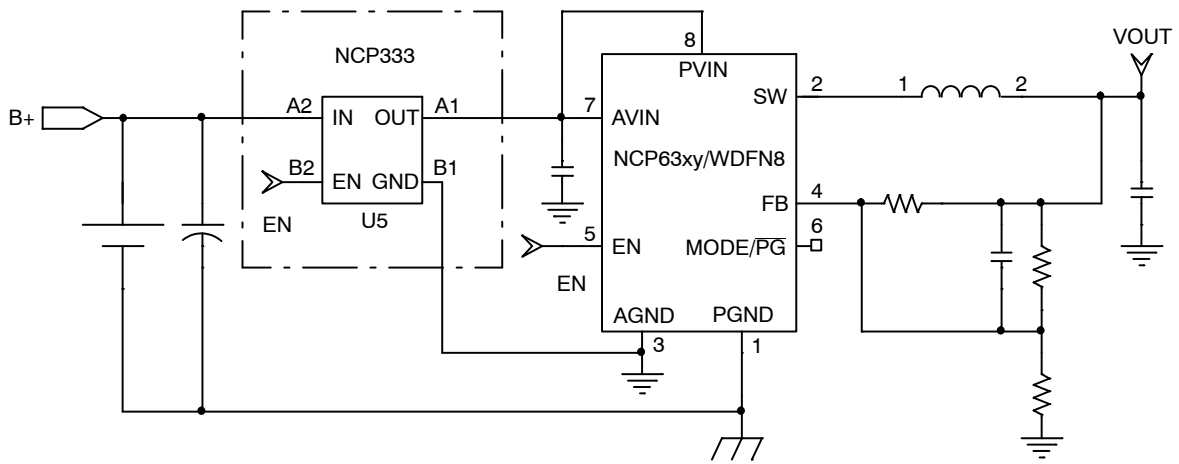 NCP333
B+
A2
IN
OUT
A1
B2
EN
GND
B1
U5
EN
8
PVIN
7
AVIN
SW
2
1
2
VOUT
NCP63xy/WDFN8
FB
4
5
EN
MODE/P̅G̅
6
EN
AGND
PGND
3
1